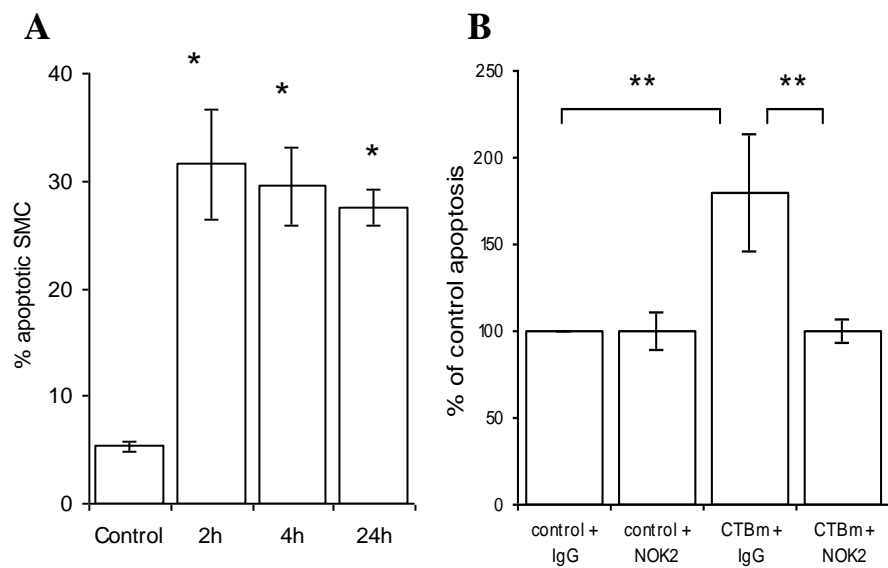 A
% apoptotic SMC
40
30
20
10
0
*
*
*
Control 2h 4h 24h
B
% of control apoptosis
250
200
150
100
50
0
** **
control + IgG
control + NOK2
CTBm + IgG
CTBm + NOK2